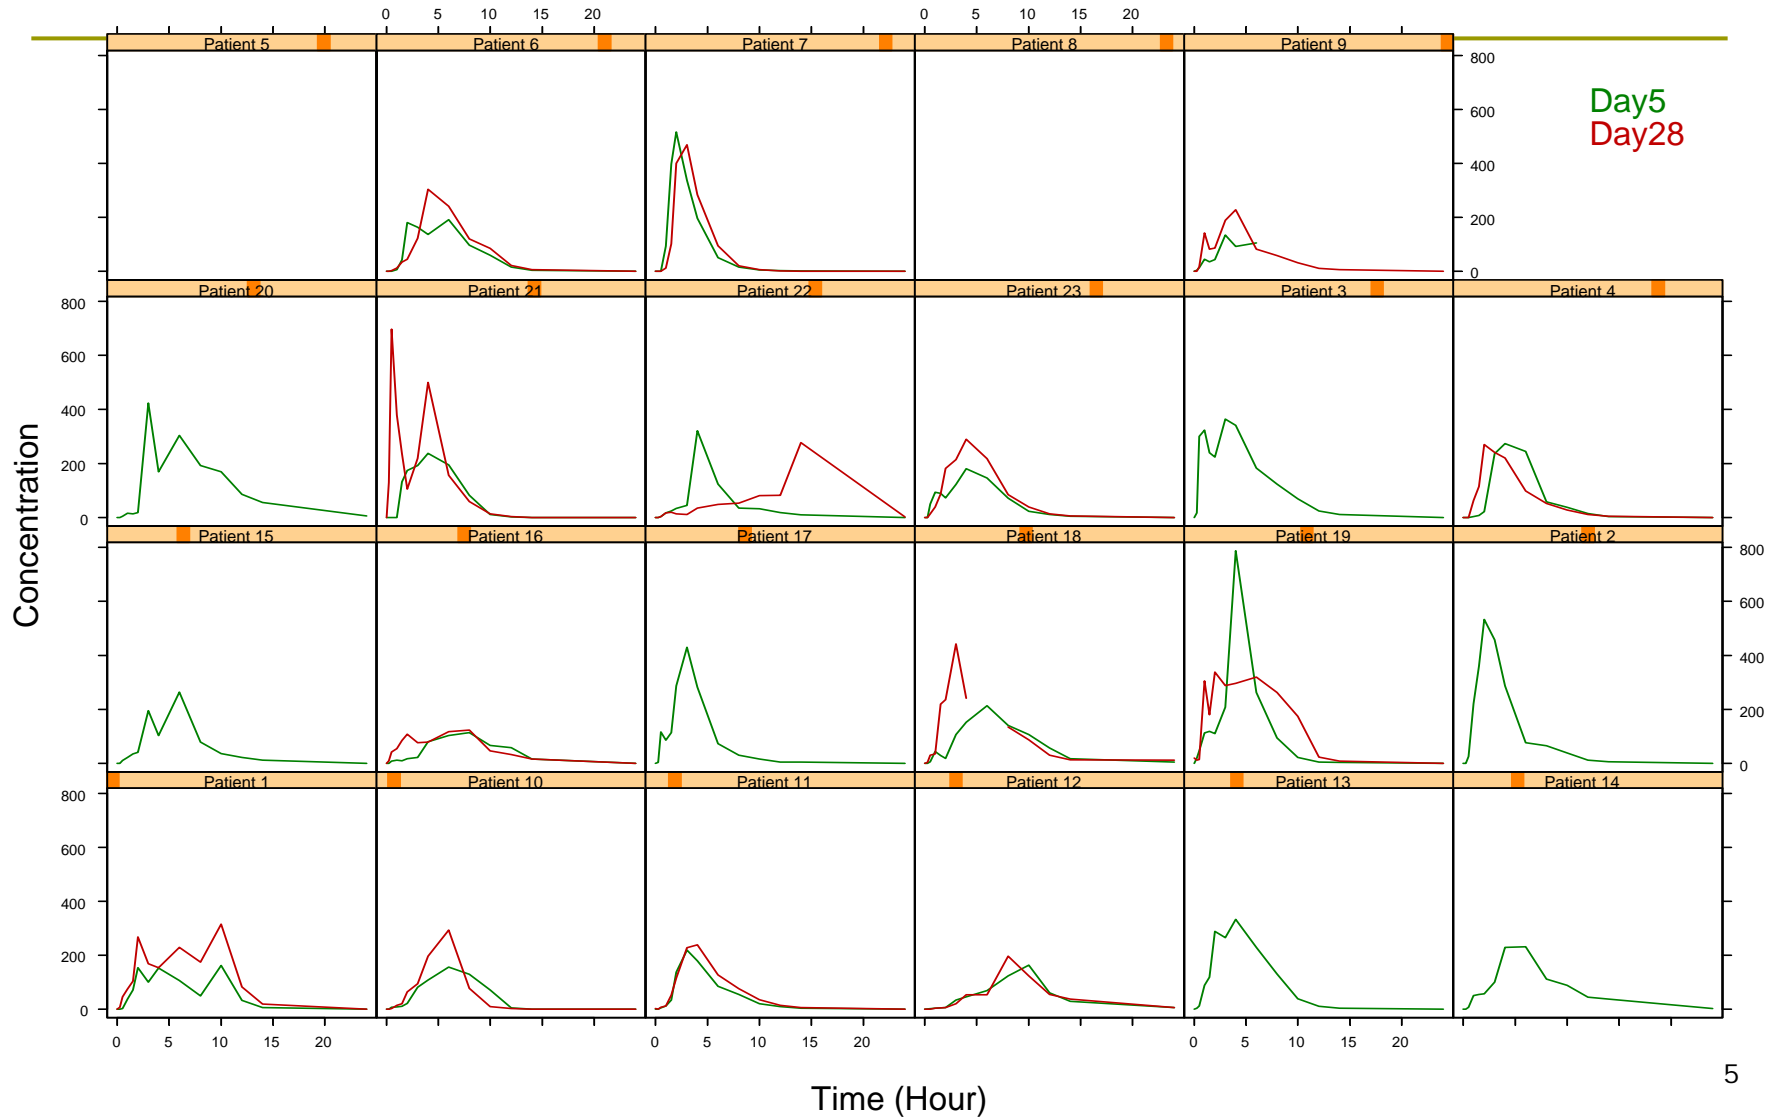 0 5 10 15 20 0 5 10 15 20
Patient 5 Patient 6 Patient 7 Patient 8 Patient 9
800
600
400
200
0
Day5
Day28
Patient 20 Patient 21 Patient 22 Patient 23 Patient 3 Patient 4
800
600
400
200
0
Concentration
Patient 15 Patient 16 Patient 17 Patient 18 Patient 19 Patient 2
800
600
400
200
0
Patient 1 Patient 10 Patient 11 Patient 12 Patient 13 Patient 14
800
600
400
200
0
0 5 10 15 20 0 5 10 15 20 0 5 10 15 20
Time (Hour)
5